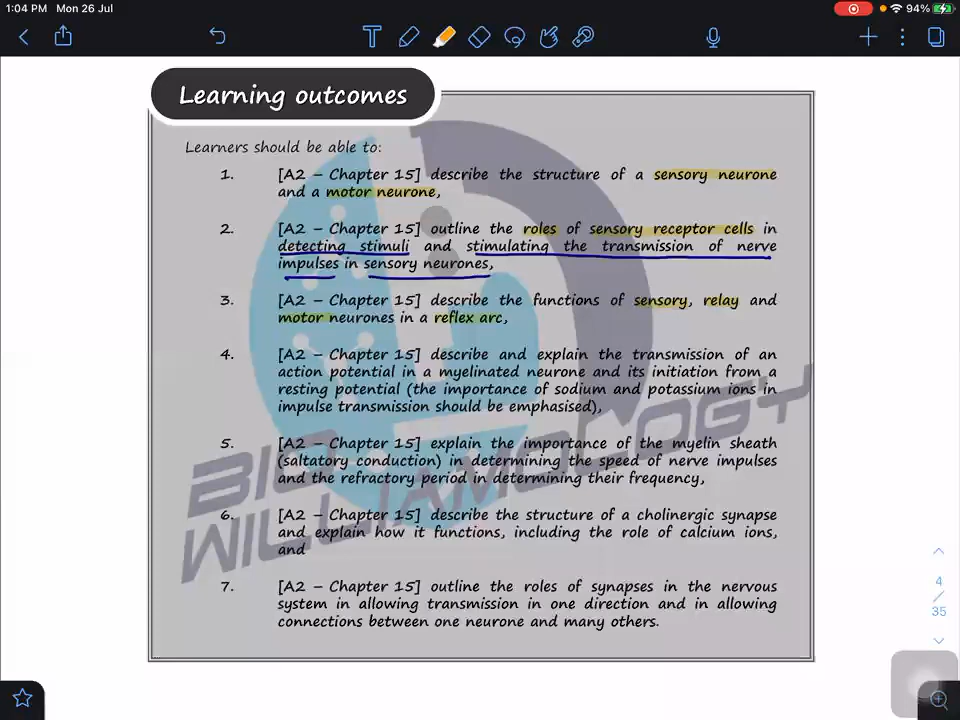 1:04 PM Mon 26 Jul
94%
Learning outcomes
Learners should be able to:
1. [A2 – Chapter 15] describe the structure of a sensory neurone
and a motor neurone,
2. [A2 – Chapter 15] outline the roles of sensory receptor cells in
detecting stimuli and stimulating the transmission of nerve
impulses in sensory neurones,
3. [A2 – Chapter 15] describe the functions of sensory, relay and
motor neurones in a reflex arc,
4. [A2 – Chapter 15] describe and explain the transmission of an
action potential in a myelinated neurone and its initiation from a
resting potential (the importance of sodium and potassium ions in
impulse transmission should be emphasised),
5. [A2 – Chapter 15] explain the importance of the myelin sheath
(saltatory conduction) in determining the speed of nerve impulses
and the refractory period in determining their frequency,
6. [A2 – Chapter 15] describe the structure of a cholinergic synapse
and explain how it functions, including the role of calcium ions,
and
7. [A2 – Chapter 15] outline the roles of synapses in the nervous
system in allowing transmission in one direction and in allowing
connections between one neurone and many others.
WILLIAMOLOGY
4
/
35